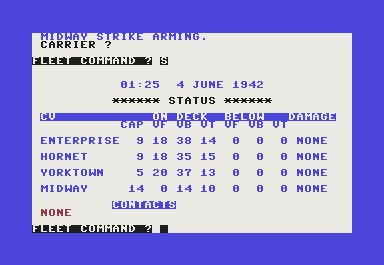 MIDWAY STRIKE ARMING.
CARRIER ?
FLEET COMMAND ? S
01:25 4 JUNE 1942
****** STATUS ******
CV ON DECK BELOW DAMAGE
CAP VF VB VT VF VB VT
ENTERPRISE 9 18 38 14 0 0 0 NONE
HORNET 9 18 35 15 0 0 0 NONE
YORKTOWN 5 20 37 13 0 0 0 NONE
MIDWAY 14 0 14 10 0 0 0 NONE
CONTACTS
NONE
FLEET COMMAND ?